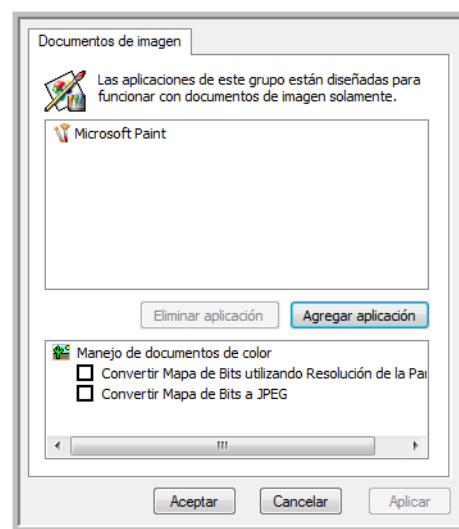 Documentos de imagen
Las aplicaciones de este grupo están diseñadas para
funcionar con documentos de imagen solamente.
Microsoft Paint
Eliminar aplicación
Agregar aplicación
Manejo de documentos de color
Convertir Mapa de Bits utilizando Resolución de la
Convertir Mapa de Bits a JPEG
Aceptar
Cancelar
Aplicar